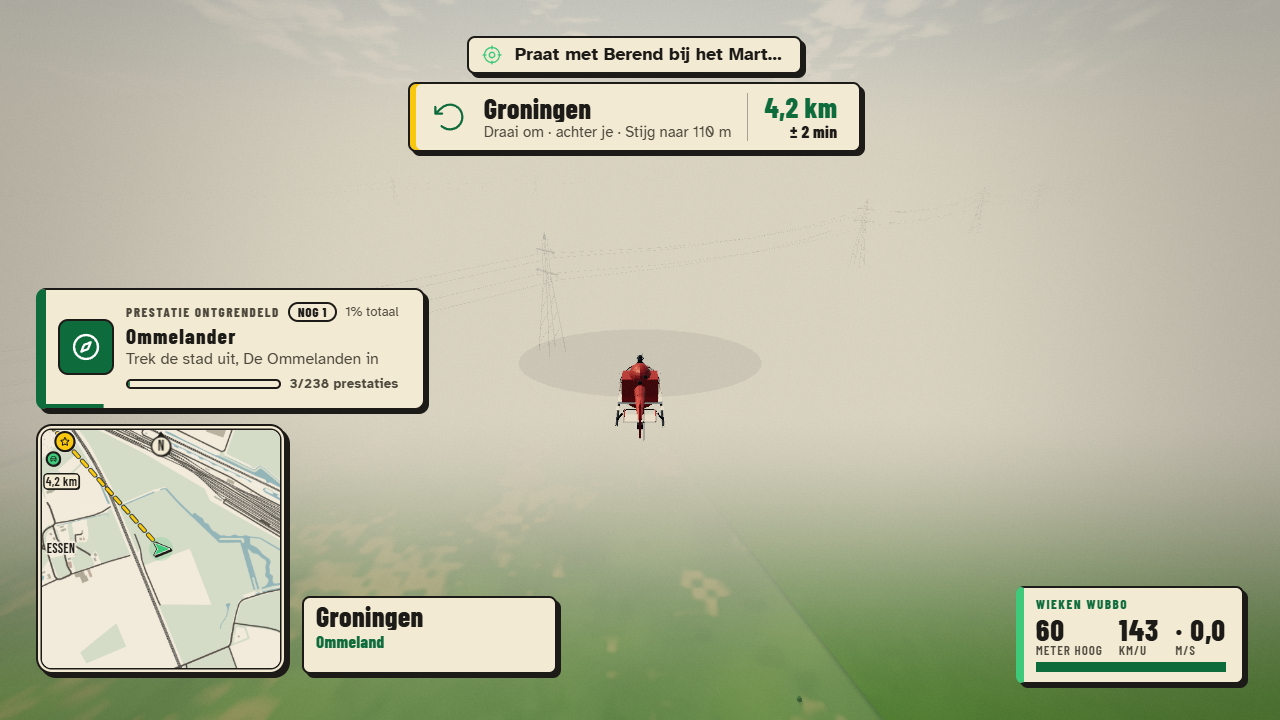 Praat met Berend bij het Mart...
Groningen
Draai om · achter je · Stijg naar 110 m
4,2 km
± 2 min
PRESTATIE ONTGRENDELD
NOG 1
1% totaal
Ommelander
Trek de stad uit, De Ommelanden in
3/238 prestaties
N
4,2 km
ESSEN
Groningen
Ommeland
WIEKEN WUBBO
60 143 · 0,0
METER HOOG KM/U M/S